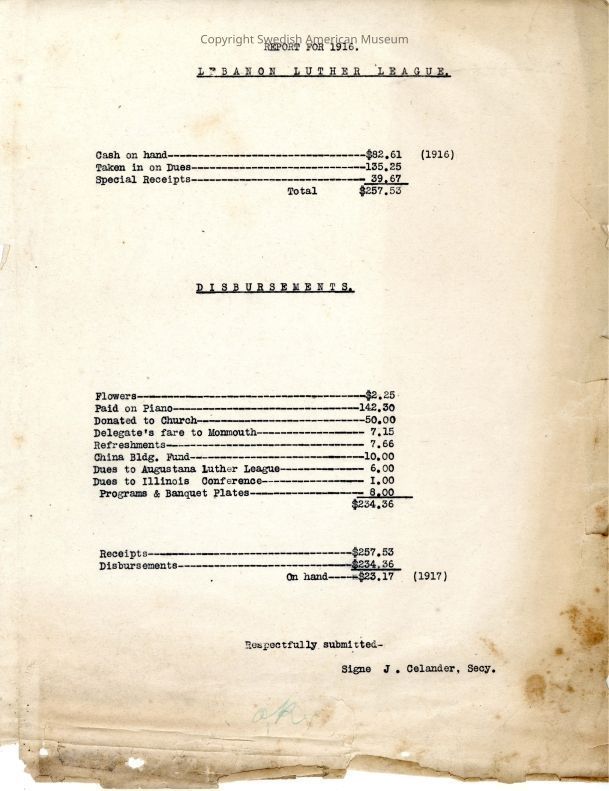 Copyright Swedish American Museum
REPORT FOR 1916.
LEBANON LUTHER LEAGUE.
Cash on hand---------------------------$82.61 (1916)
Taken in on Dues-----------------------135.25
Special Receipts----------------------- 39.67
Total $257.53
DISBURSEMENTS.
Flowers--------------------------------$2.25
Paid on Piano--------------------------142.30
Donated to Church----------------------50.00
Delegate's fare to Monmouth-------------- 7.15
Refreshments--------------------------- 7.66
China Bldg. Fund-----------------------10.00
Dues to Augustana Luther League---------- 6.00
Dues to Illinois Conference------------- I.00
Programs & Banquet Plates--------------- 8.00
$234.36
Receipts-----------------------------$257.53
Disbursements-------------------------$234.36
On hand----$23.17 (1917)
Respectfully submitted-
Signe J. Celander, Secy.
OK